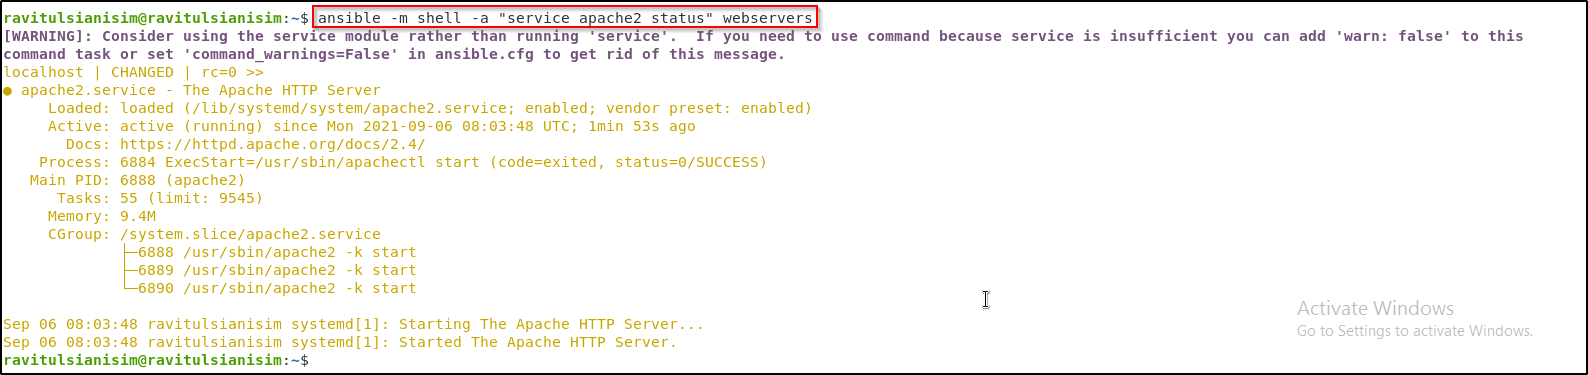 ravitulsianisim@ravitulsianisim:~$ ansible -m shell -a "service apache2 status" webservers
[WARNING]: Consider using the service module rather than running 'service'.  If you need to use command because service is insufficient you can add 'warn: false' to this
command task or set 'command_warnings=False' in ansible.cfg to get rid of this message.
localhost | CHANGED | rc=0 >>
● apache2.service - The Apache HTTP Server
     Loaded: loaded (/lib/systemd/system/apache2.service; enabled; vendor preset: enabled)
     Active: active (running) since Mon 2021-09-06 08:03:48 UTC; 1min 53s ago
       Docs: https://httpd.apache.org/docs/2.4/
    Process: 6884 ExecStart=/usr/sbin/apachectl start (code=exited, status=0/SUCCESS)
   Main PID: 6888 (apache2)
      Tasks: 55 (limit: 9545)
     Memory: 9.4M
     CGroup: /system.slice/apache2.service
             ├─6888 /usr/sbin/apache2 -k start
             ├─6889 /usr/sbin/apache2 -k start
             └─6890 /usr/sbin/apache2 -k start
Sep 06 08:03:48 ravitulsianisim systemd[1]: Starting The Apache HTTP Server...
Sep 06 08:03:48 ravitulsianisim systemd[1]: Started The Apache HTTP Server.
ravitulsianisim@ravitulsianisim:~$
Activate Windows
Go to Settings to activate Windows.